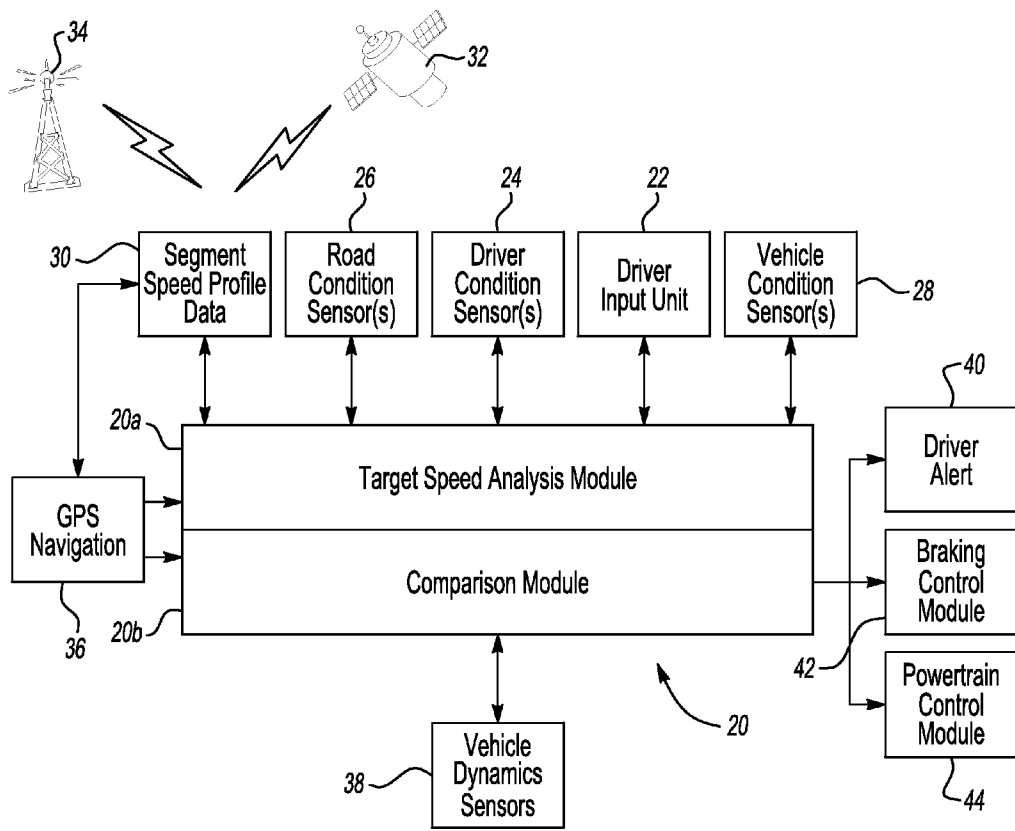 34
32
26
24
22
30
Segment
Speed Profile
Data
Road
Condition
Sensor(s)
Driver
Condition
Sensor(s)
Driver
Input Unit
Vehicle
Condition
Sensor(s)
28
20a
Target Speed Analysis Module
40
Driver
Alert
GPS
Navigation
Comparison Module
Braking
Control
Module
36
20b
42
20
Powertrain
Control
Module
38
Vehicle
Dynamics
Sensors
44